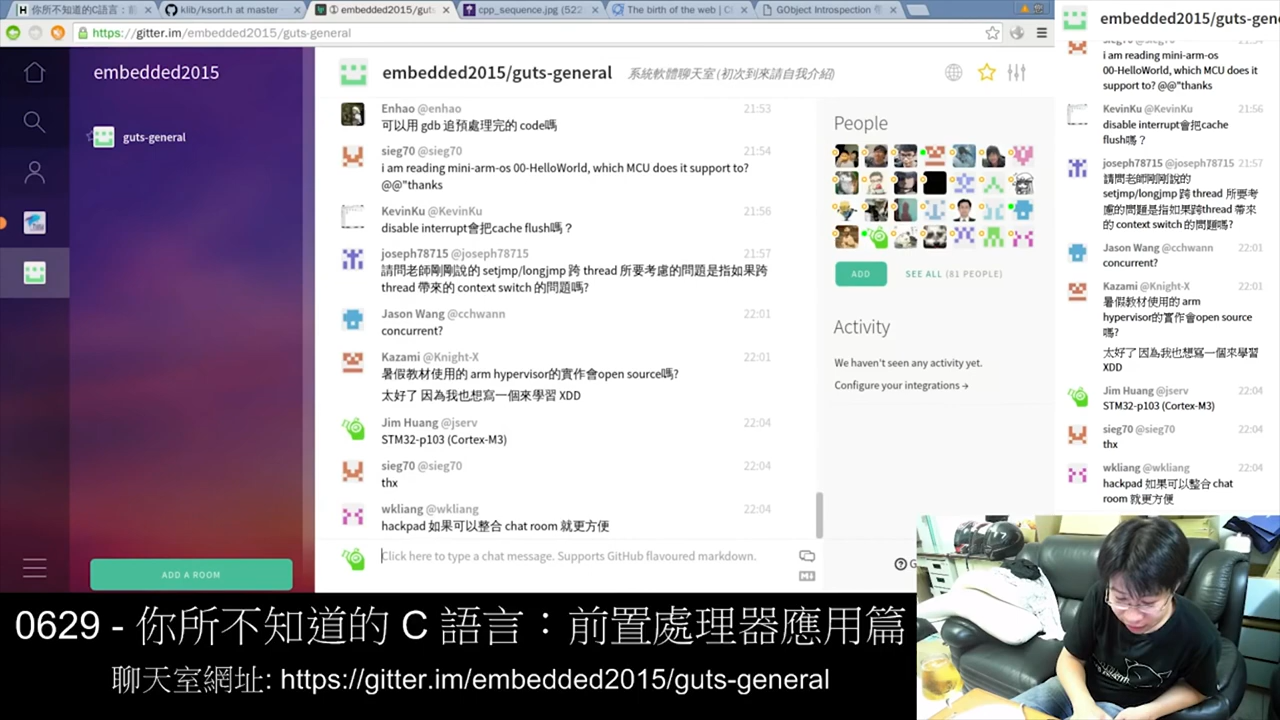 你所不知道的C語言：前
klib/ksort.h at master ·
① embedded2015/guts
cpp_sequence.jpg (522
The birth of the web | C
GObject Introspection
https://gitter.im/embedded2015/guts-general
embedded2015
guts-general
ADD A ROOM
embedded2015/guts-general
系統軟體聊天室 (初次到來請自我介紹)
Enhao @enhao 21:53
可以用 gdb 追預處理完的 code嗎
sieg70 @sieg70 21:54
i am reading mini-arm-os 00-HelloWorld, which MCU does it support to?
@@"thanks
KevinKu @KevinKu 21:56
disable interrupt會把cache flush嗎？
joseph78715 @joseph78715 21:57
請問老師剛剛說的 setjmp/longjmp 跨 thread 所要考慮的問題是指如果跨
thread 帶來的 context switch 的問題嗎?
Jason Wang @cchwann 22:01
concurrent?
Kazami @Knight-X 22:01
暑假教材使用的 arm hypervisor的實作會open source嗎?
太好了 因為我也想寫一個來學習 XDD
Jim Huang @jserv 22:04
STM32-p103 (Cortex-M3)
sieg70 @sieg70 22:04
thx
wkliang @wkliang 22:04
hackpad 如果可以整合 chat room 就更方便
Click here to type a chat message. Supports GitHub flavoured markdown.
People
ADD
SEE ALL (81 PEOPLE)
Activity
We haven't seen any activity yet.
Configure your integrations →
embedded2015/guts-gen
i am reading mini-arm-os
00-HelloWorld, which MCU does it
support to? @@"thanks
KevinKu @KevinKu 21:56
disable interrupt會把cache
flush嗎？
joseph78715 @joseph78715 21:57
請問老師剛剛說的
setjmp/longjmp 跨 thread 所要考
慮的問題是指如果跨thread 帶來
的 context switch 的問題嗎?
Jason Wang @cchwann 22:01
concurrent?
Kazami @Knight-X 22:01
暑假教材使用的 arm
hypervisor的實作會open source
嗎?
太好了 因為我也想寫一個來學習
XDD
Jim Huang @jserv 22:04
STM32-p103 (Cortex-M3)
sieg70 @sieg70 22:04
thx
wkliang @wkliang 22:04
hackpad 如果可以整合 chat
room 就更方便
0629 - 你所不知道的 C 語言：前置處理器應用篇
聊天室網址: https://gitter.im/embedded2015/guts-general